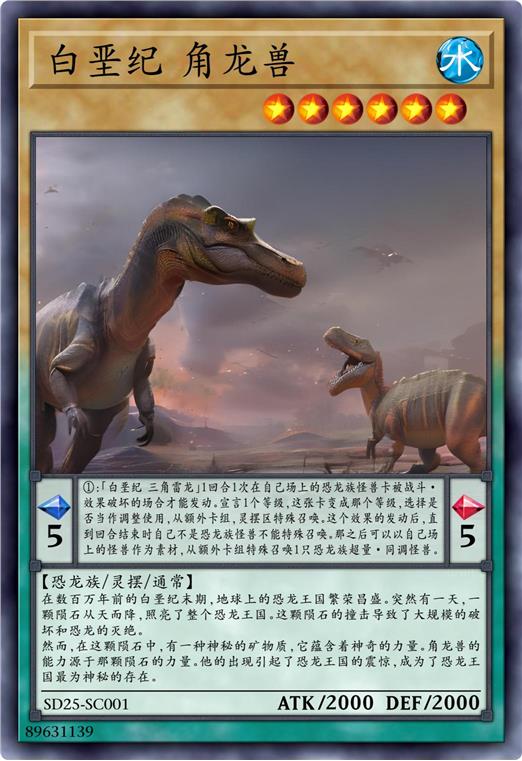 白垩纪 角龙兽
水
①:「白垩纪 三角雷龙」1回合1次在自己场上的恐龙族怪兽卡被战斗·
效果破坏的场合才能发动。宣言1个等级,这张卡变成那个等级,选择是
否当作调整使用,从额外卡组,灵摆区特殊召唤。这个效果的发动后,直
到回合结束时自己不是恐龙族怪兽不能特殊召唤。那之后可以以自己场
上的怪兽作为素材,从额外卡组特殊召唤1只恐龙族超量·同调怪兽。
5 5
【恐龙族/灵摆/通常】
在数百万年前的白垩纪末期,地球上的恐龙王国繁荣昌盛。突然有一天,一
颗陨石从天而降,照亮了整个恐龙王国。这颗陨石的撞击导致了大规模的破
坏和恐龙的灭绝。
然而,在这颗陨石中,有一种神秘的矿物质,它蕴含着神奇的力量。角龙兽的
能力源于那颗陨石的力量。他的出现引起了恐龙王国的震惊,成为了恐龙王
国最为神秘的存在。
SD25-SC001 ATK/2000 DEF/2000
89631139